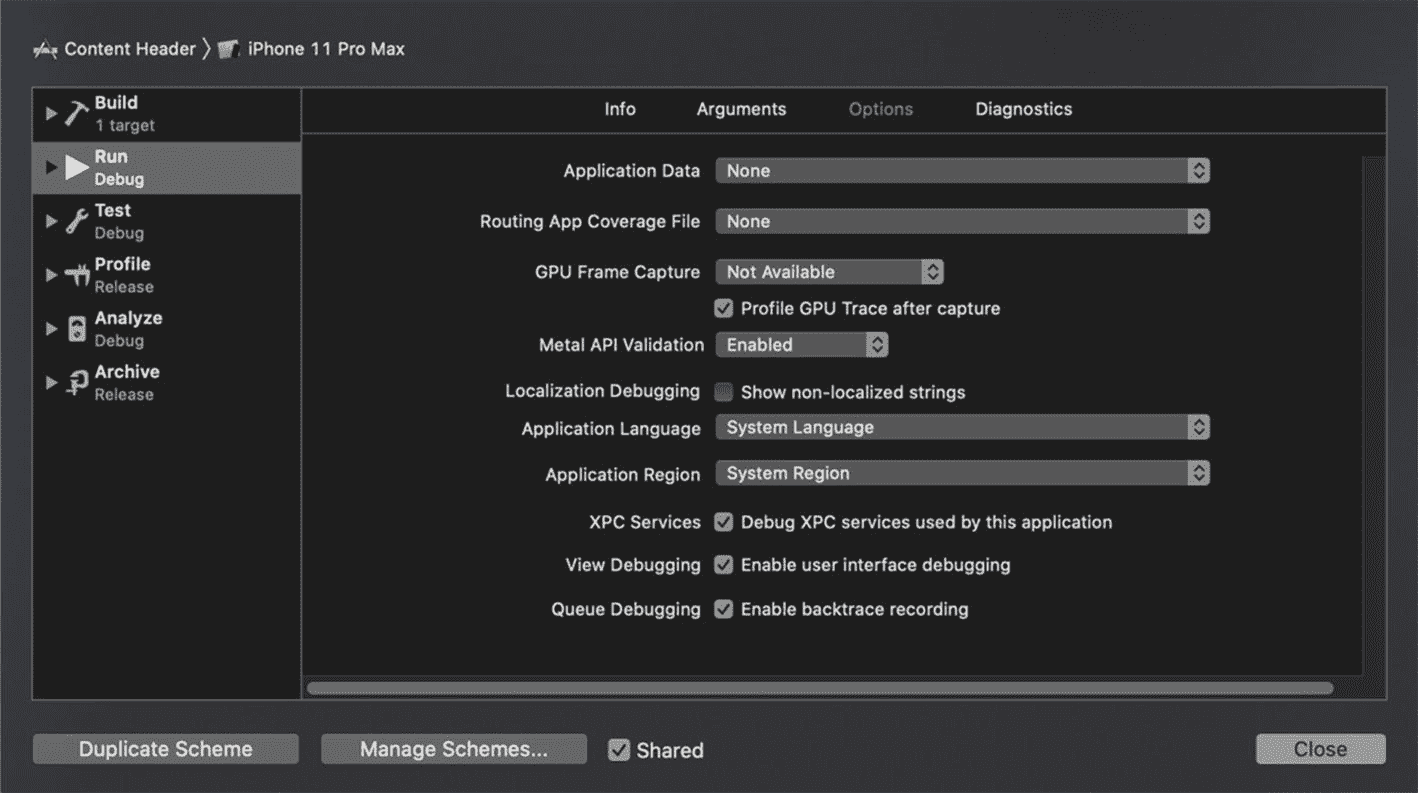 Content Header 〉 iPhone 11 Pro Max
Build
1 target
Run
Debug
Test
Debug
Profile
Release
Analyze
Debug
Archive
Release
Info Arguments Options Diagnostics
Application Data None
Routing App Coverage File None
GPU Frame Capture Not Available
Profile GPU Trace after capture
Metal API Validation Enabled
Localization Debugging Show non-localized strings
Application Language System Language
Application Region System Region
XPC Services Debug XPC services used by this application
View Debugging Enable user interface debugging
Queue Debugging Enable backtrace recording
Duplicate Scheme Manage Schemes... Shared Close